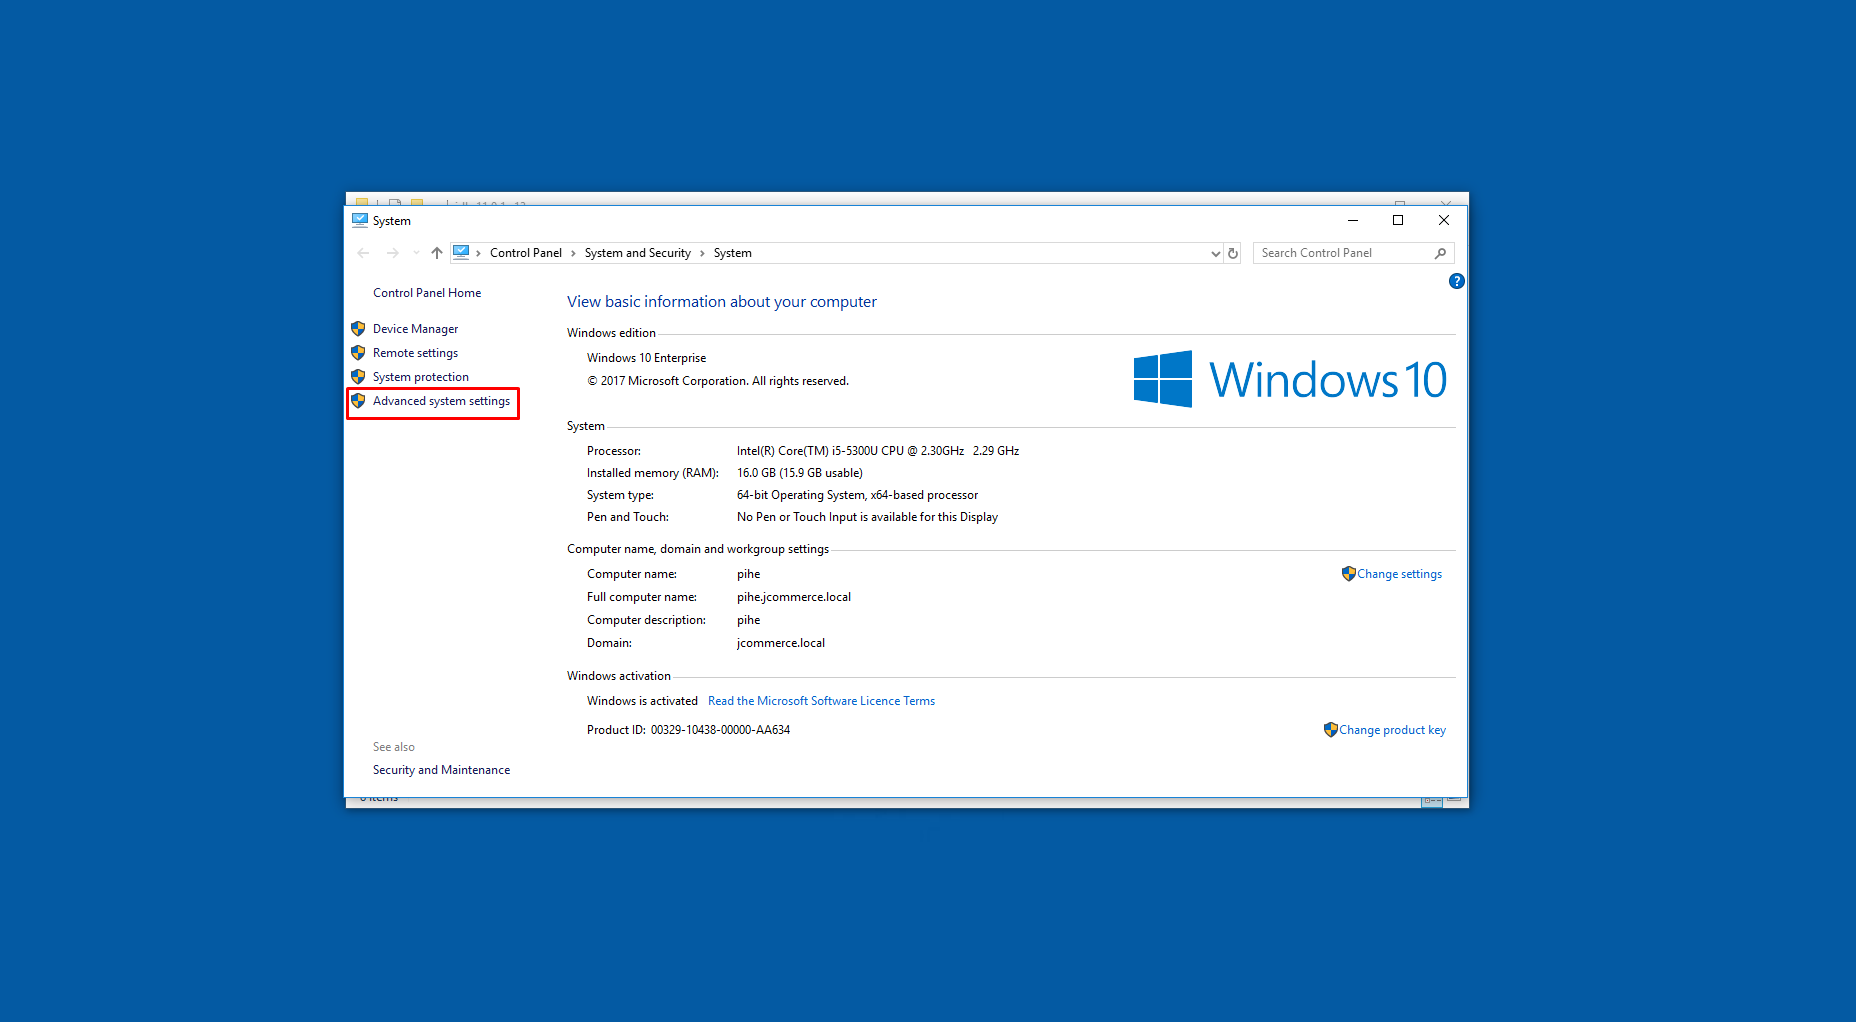 System
Control Panel › System and Security › System
Search Control Panel
?
Control Panel Home
Device Manager
Remote settings
System protection
Advanced system settings
See also
Security and Maintenance
View basic information about your computer
Windows edition
Windows 10 Enterprise
© 2017 Microsoft Corporation. All rights reserved.
Windows 10
System
Processor: Intel(R) Core(TM) i5-5300U CPU @ 2.30GHz 2.29 GHz
Installed memory (RAM): 16.0 GB (15.9 GB usable)
System type: 64-bit Operating System, x64-based processor
Pen and Touch: No Pen or Touch Input is available for this Display
Computer name, domain and workgroup settings
Computer name: pihe
Change settings
Full computer name: pihe.jcommerce.local
Computer description: pihe
Domain: jcommerce.local
Windows activation
Windows is activated Read the Microsoft Software Licence Terms
Product ID: 00329-10438-00000-AA634
Change product key
items